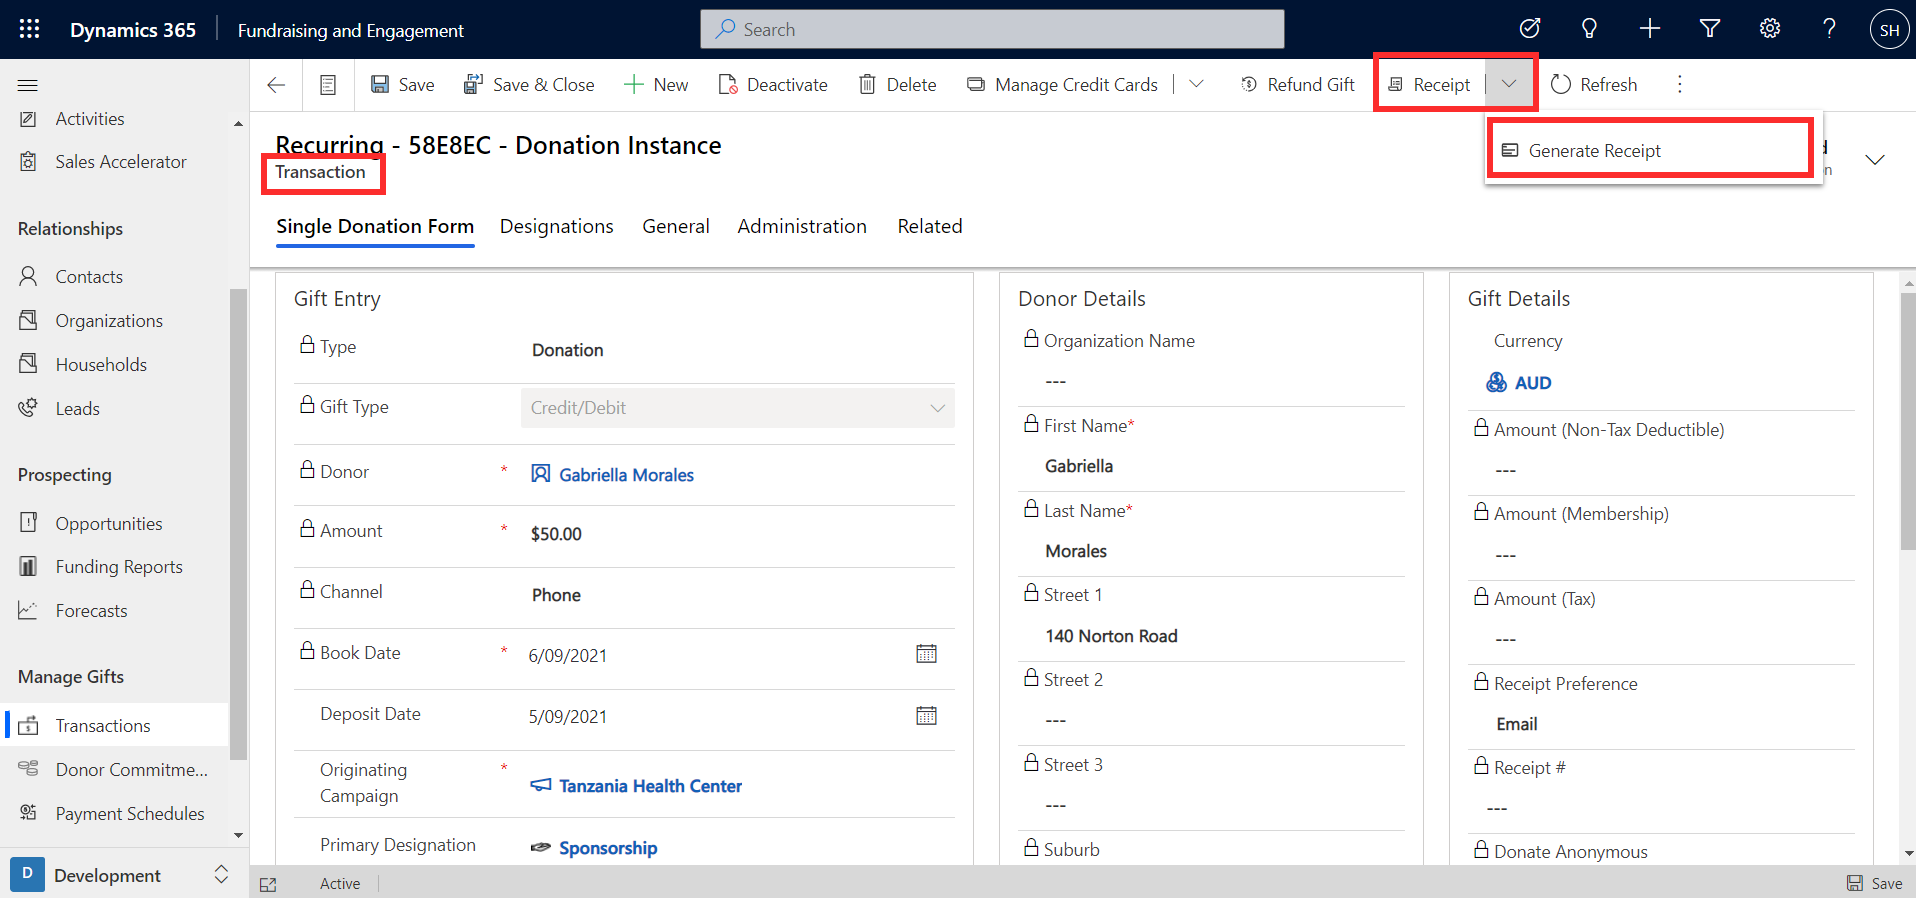 Dynamics 365 Fundraising and Engagement Search SH
Save Save & Close New Deactivate Delete Manage Credit Cards Refund Gift Receipt Refresh
Generate Receipt
Recurring - 58E8EC - Donation Instance
Transaction
Single Donation Form Designations General Administration Related
Activities
Sales Accelerator
Relationships
Contacts
Organizations
Households
Leads
Prospecting
Opportunities
Funding Reports
Forecasts
Manage Gifts
Transactions
Donor Commitme...
Payment Schedules
D Development
Gift Entry
Type Donation
Gift Type Credit/Debit
Donor * Gabriella Morales
Amount * $50.00
Channel Phone
Book Date * 6/09/2021
Deposit Date 5/09/2021
Originating Campaign * Tanzania Health Center
Primary Designation Sponsorship
Donor Details
Organization Name
---
First Name*
Gabriella
Last Name*
Morales
Street 1
140 Norton Road
Street 2
---
Street 3
---
Suburb
Gift Details
Currency
AUD
Amount (Non-Tax Deductible)
---
Amount (Membership)
---
Amount (Tax)
---
Receipt Preference
Email
Receipt #
---
Donate Anonymous
Active Save